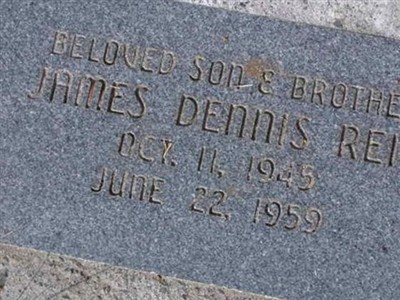 BELOVED SON & BROTHE
JAMES DENNIS REI
OCT. 11, 1945
JUNE 22, 1959